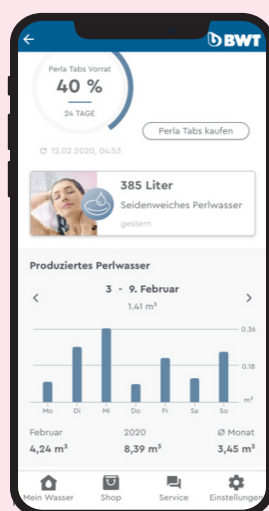 BWT
Perla Tabs Vorrat
40 %
24 TAGE
Perla Tabs kaufen
12.02.2020, 04:53
385 Liter
Seidenweiches Perlwasser
gestern
Produziertes Perlwasser
3 - 9. Februar
1.41 m³
0.36
0.18
m³
Mo Di Mi Do Fr Sa So
Februar 2020 Ø Monat
4,24 m³ 8,39 m³ 3,45 m³
Mein Wasser Shop Service Einstellungen